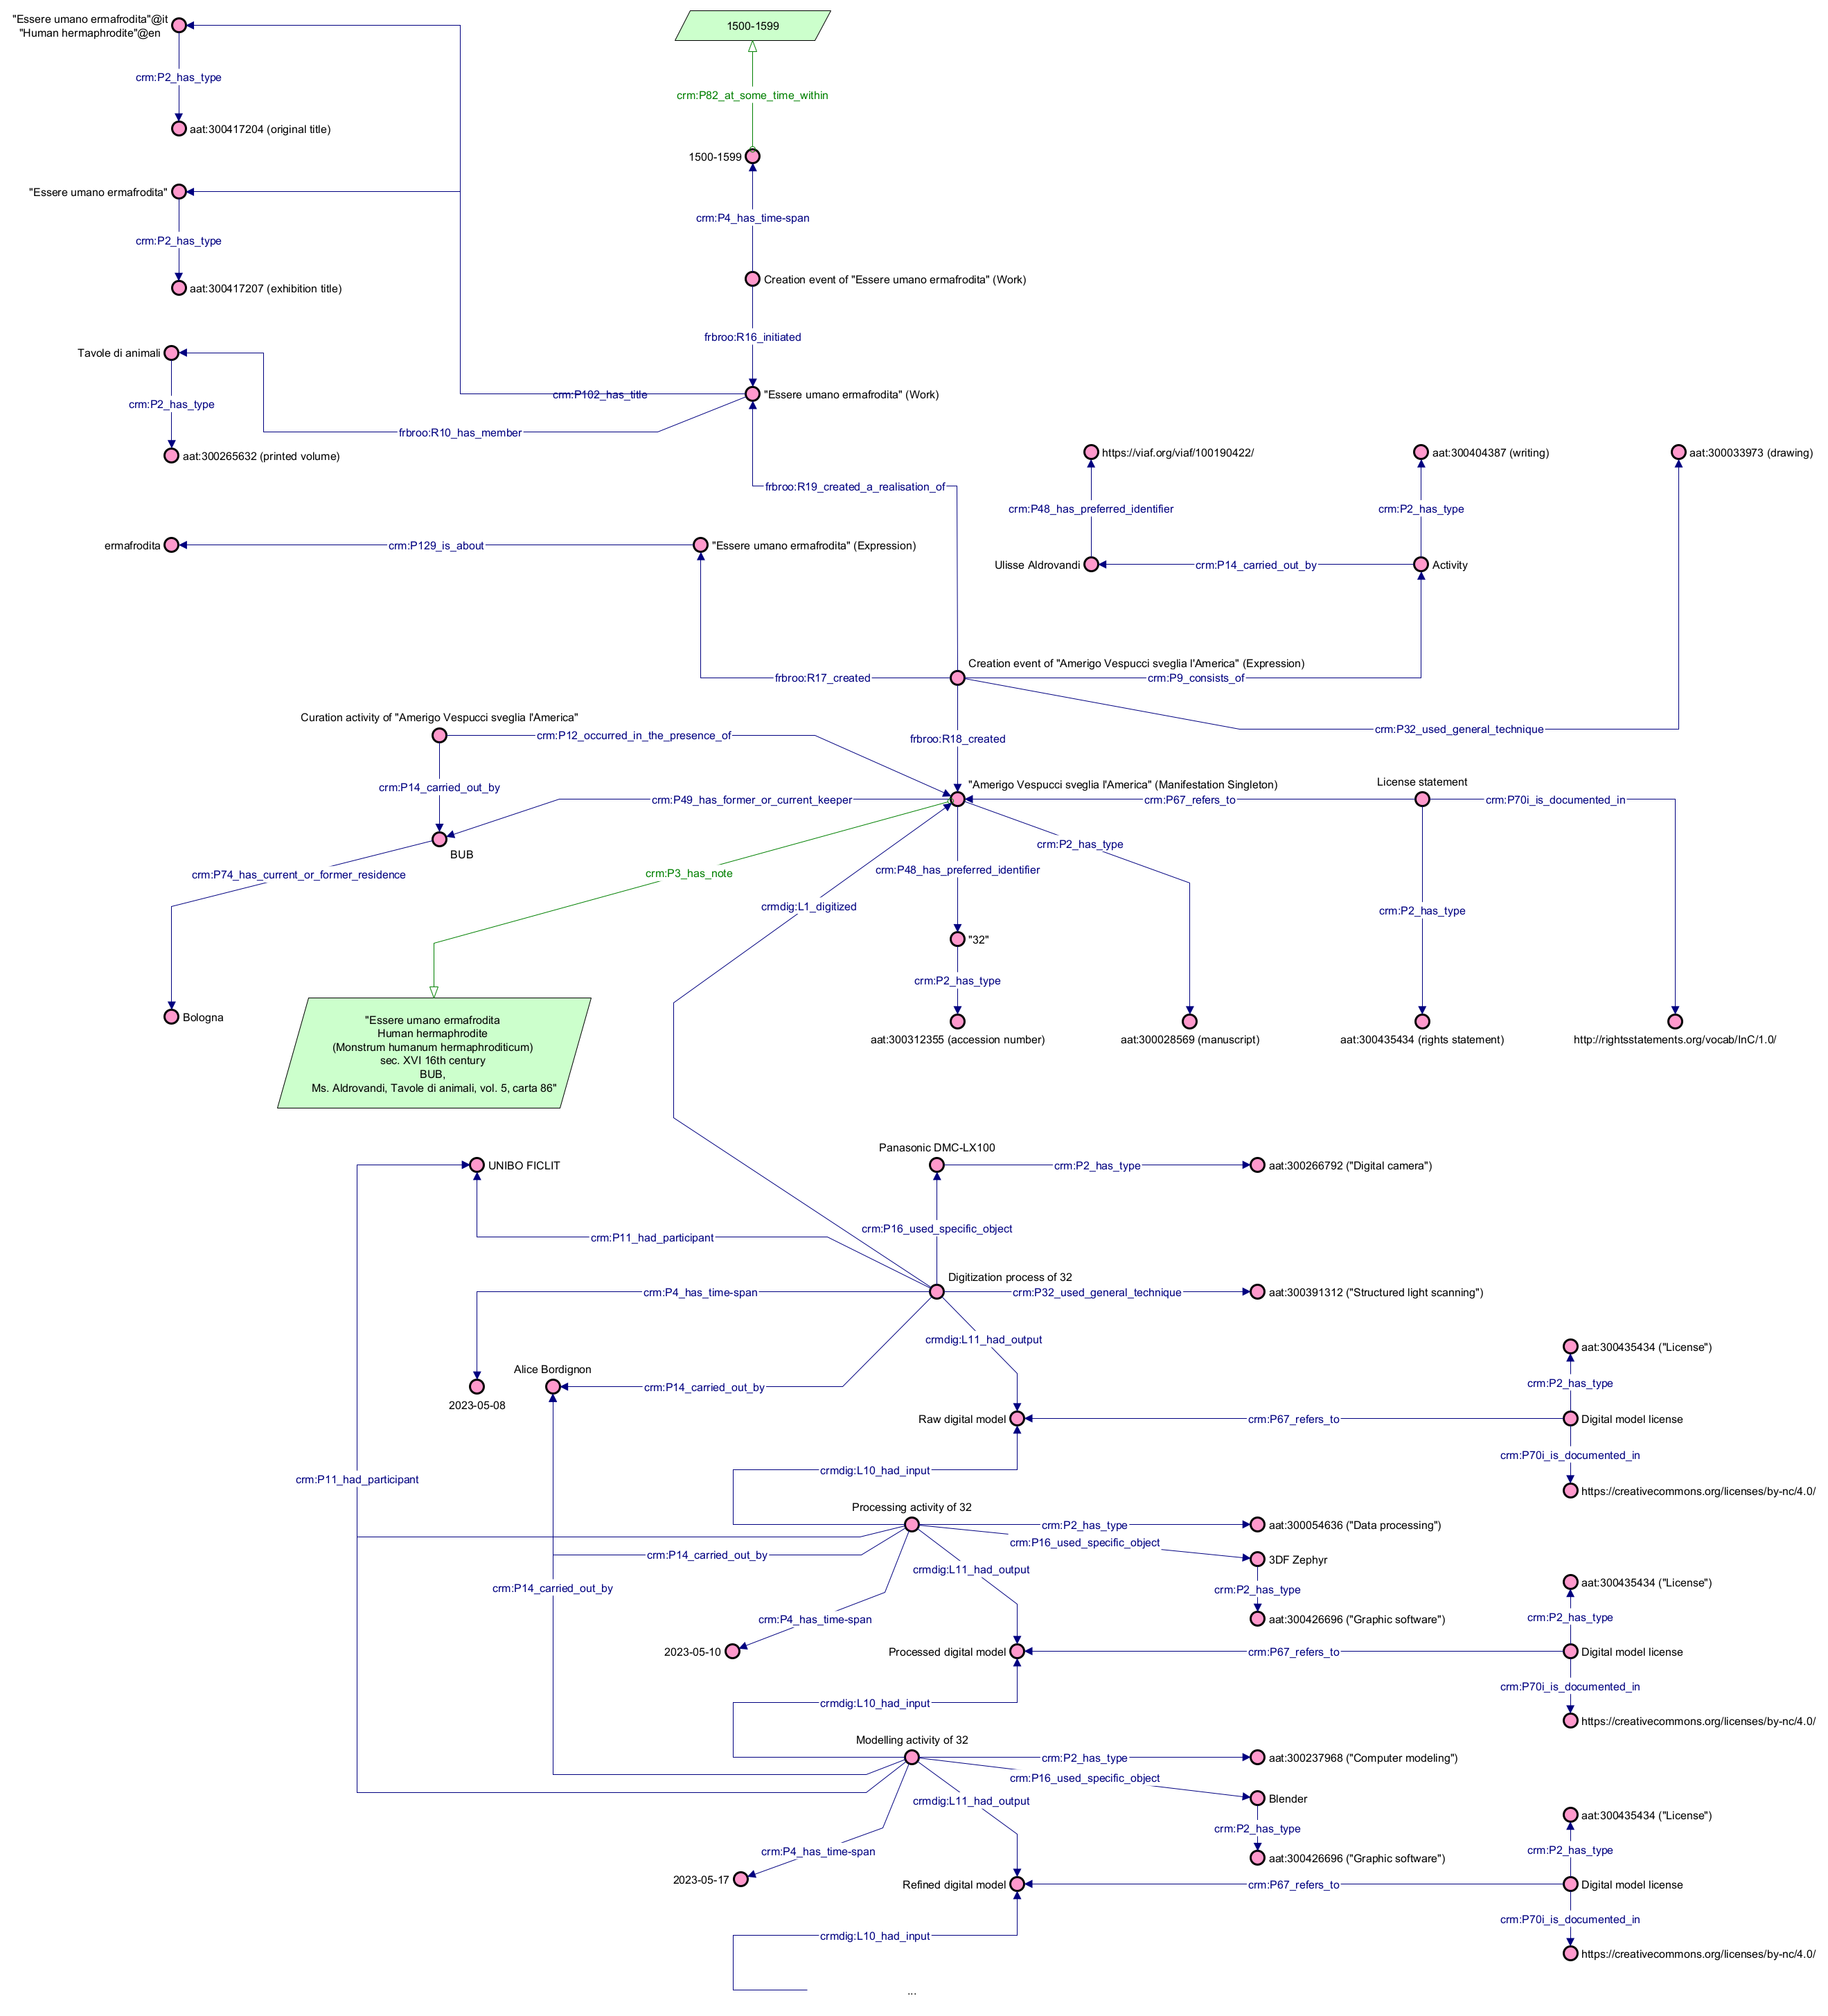 "Essere umano ermafrodita"@it
"Human hermaphrodite"@en
1500-1599
crm:P2_has_type
crm:P82_at_some_time_within
aat:300417204 (original title)
1500-1599
"Essere umano ermafrodita"
crm:P4_has_time-span
crm:P2_has_type
Creation event of "Essere umano ermafrodita" (Work)
aat:300417207 (exhibition title)
frbroo:R16_initiated
Tavole di animali
crm:P102_has_title
"Essere umano ermafrodita" (Work)
crm:P2_has_type
frbroo:R10_has_member
aat:300265632 (printed volume)
https://viaf.org/viaf/100190422/
aat:300404387 (writing)
aat:300033973 (drawing)
frbroo:R19_created_a_realisation_of
crm:P48_has_preferred_identifier
crm:P2_has_type
ermafrodita
crm:P129_is_about
"Essere umano ermafrodita" (Expression)
Ulisse Aldrovandi
crm:P14_carried_out_by
Activity
Creation event of "Amerigo Vespucci sveglia l'America" (Expression)
frbroo:R17_created
crm:P9_consists_of
Curation activity of "Amerigo Vespucci sveglia l'America"
crm:P12_occurred_in_the_presence_of
frbroo:R18_created
crm:P32_used_general_technique
crm:P14_carried_out_by
"Amerigo Vespucci sveglia l'America" (Manifestation Singleton)
License statement
crm:P49_has_former_or_current_keeper
crm:P67_refers_to
crm:P70i_is_documented_in
BUB
crm:P2_has_type
crm:P74_has_current_or_former_residence
crm:P3_has_note
crm:P48_has_preferred_identifier
crmdig:L1_digitized
crm:P2_has_type
"32"
crm:P2_has_type
Bologna
"Essere umano ermafrodita
Human hermaphrodite
(Monstrum humanum hermaphroditicum)
sec. XVI 16th century
BUB,
Ms. Aldrovandi, Tavole di animali, vol. 5, carta 86"
aat:300312355 (accession number)
aat:300028569 (manuscript)
aat:300435434 (rights statement)
http://rightsstatements.org/vocab/InC/1.0/
Panasonic DMC-LX100
UNIBO FICLIT
crm:P2_has_type
aat:300266792 ("Digital camera")
crm:P16_used_specific_object
crm:P11_had_participant
Digitization process of 32
crm:P4_has_time-span
crm:P32_used_general_technique
aat:300391312 ("Structured light scanning")
crmdig:L11_had_output
aat:300435434 ("License")
Alice Bordignon
crm:P14_carried_out_by
crm:P2_has_type
2023-05-08
Raw digital model
crm:P67_refers_to
Digital model license
crm:P70i_is_documented_in
crmdig:L10_had_input
crm:P11_had_participant
https://creativecommons.org/licenses/by-nc/4.0/
Processing activity of 32
crm:P2_has_type
aat:300054636 ("Data processing")
crm:P16_used_specific_object
crm:P14_carried_out_by
3DF Zephyr
crmdig:L11_had_output
aat:300435434 ("License")
crm:P14_carried_out_by
crm:P2_has_type
crm:P4_has_time-span
aat:300426696 ("Graphic software")
crm:P2_has_type
2023-05-10
Processed digital model
crm:P67_refers_to
Digital model license
crm:P70i_is_documented_in
crmdig:L10_had_input
https://creativecommons.org/licenses/by-nc/4.0/
Modelling activity of 32
crm:P2_has_type
aat:300237968 ("Computer modeling")
crm:P16_used_specific_object
Blender
crmdig:L11_had_output
aat:300435434 ("License")
crm:P2_has_type
crm:P4_has_time-span
crm:P2_has_type
aat:300426696 ("Graphic software")
2023-05-17
Refined digital model
crm:P67_refers_to
Digital model license
crm:P70i_is_documented_in
crmdig:L10_had_input
https://creativecommons.org/licenses/by-nc/4.0/
...